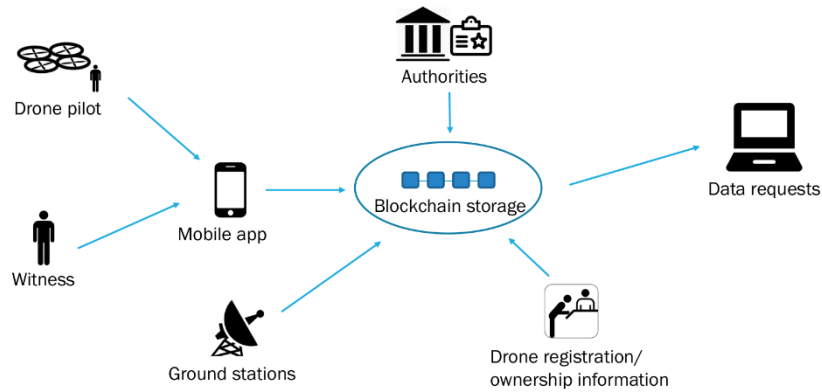 Authorities
Drone pilot
Data requests
Blockchain storage
Mobile app
Witness
Drone registration/
ownership information
Ground stations